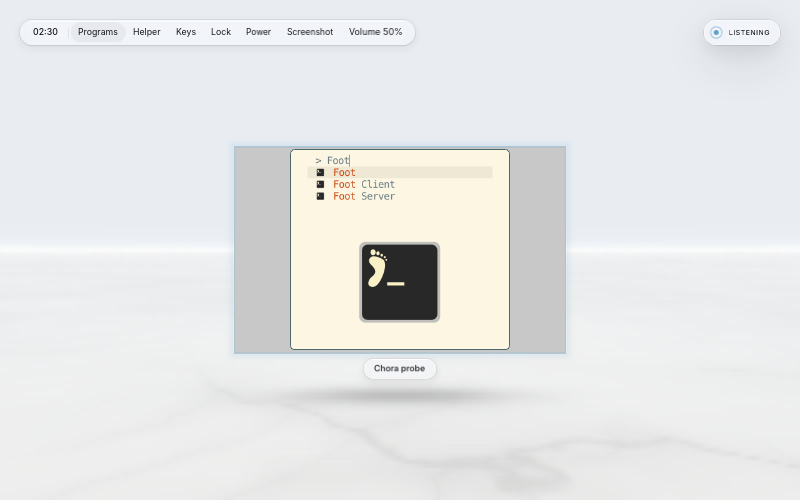 02:30 Programs Helper Keys Lock Power Screenshot Volume 50%
LISTENING
> Foot
Foot
Foot Client
Foot Server
Chora probe